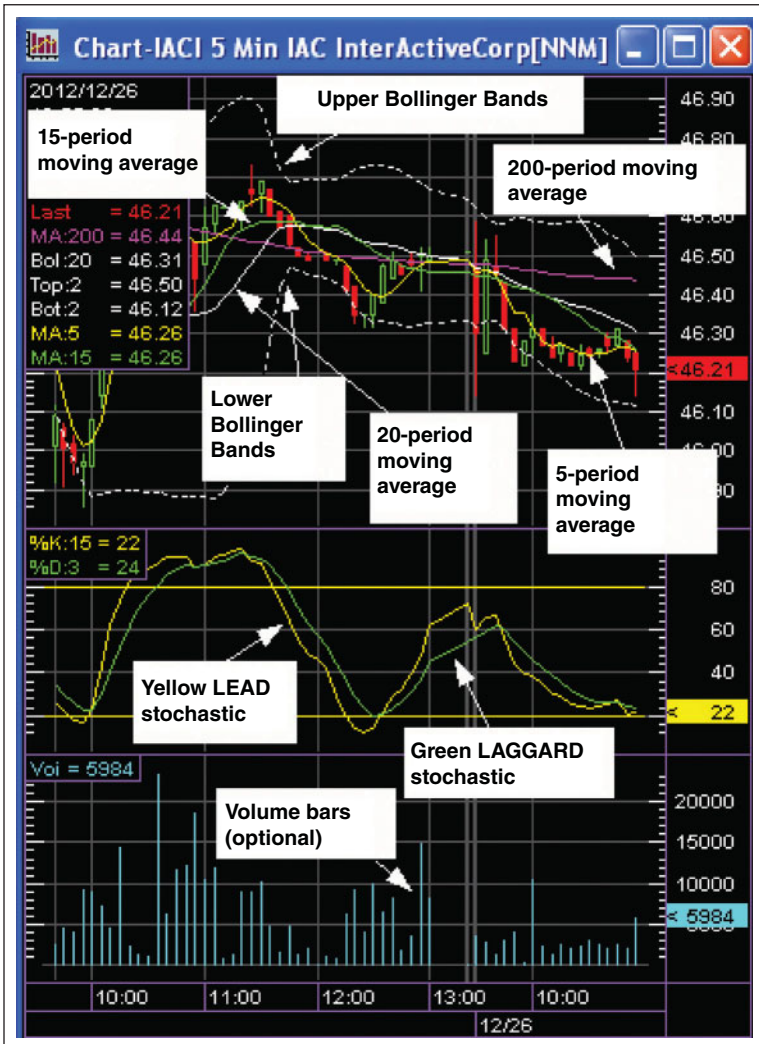 Chart-IACI 5 Min IAC InterActiveCorp[NNM]
2012/12/26
Upper Bollinger Bands
15-period
moving average
200-period moving
average
Last = 46.21
MA:200 = 46.44
Bol:20 = 46.31
Top:2 = 46.50
Bot:2 = 46.12
MA:5 = 46.26
MA:15 = 46.26
46.90
46.80
46.50
46.40
46.30
<46.21
46.10
Lower
Bollinger
Bands
20-period
moving
average
5-period
moving
average
%K:15 = 22
%D:3 = 24
80
60
40
< 22
Yellow LEAD
stochastic
Green LAGGARD
stochastic
Voi = 5984
Volume bars
(optional)
20000
15000
10000
< 5984
10:00
11:00
12:00
13:00
10:00
12/26